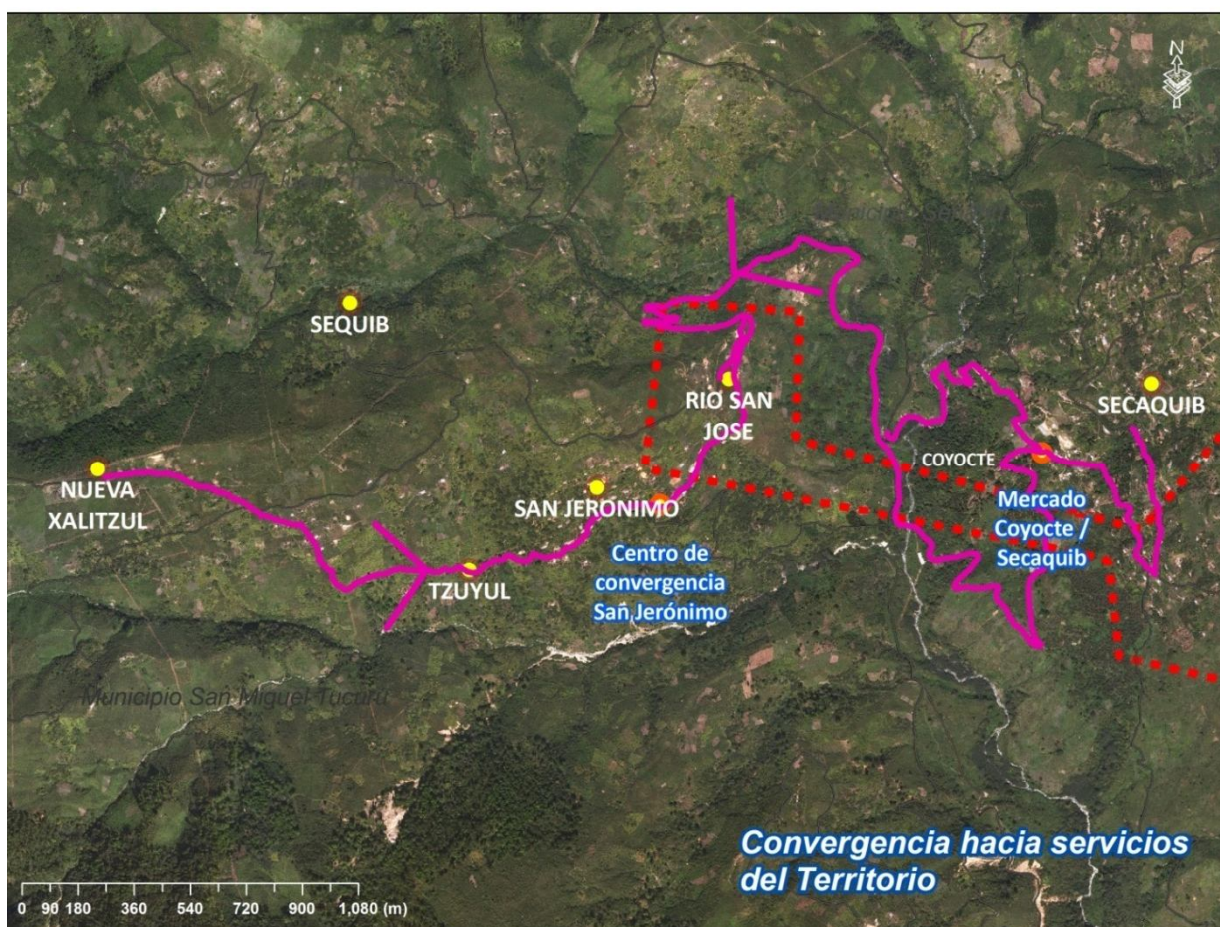 N
SEQUIB
RIO SAN
JOSE
SECAQUIB
COYOCTE
NUEVA
XALITZUL
SAN JERONIMO
Mercado
Coyocte /
Secaquib
TZUYUL
Centro de
convergencia
San Jerónimo
Municipio San Miguel Tucurú
Convergencia hacia servicios
del Territorio
0 90 180 360 540 720 900 1,080 (m)